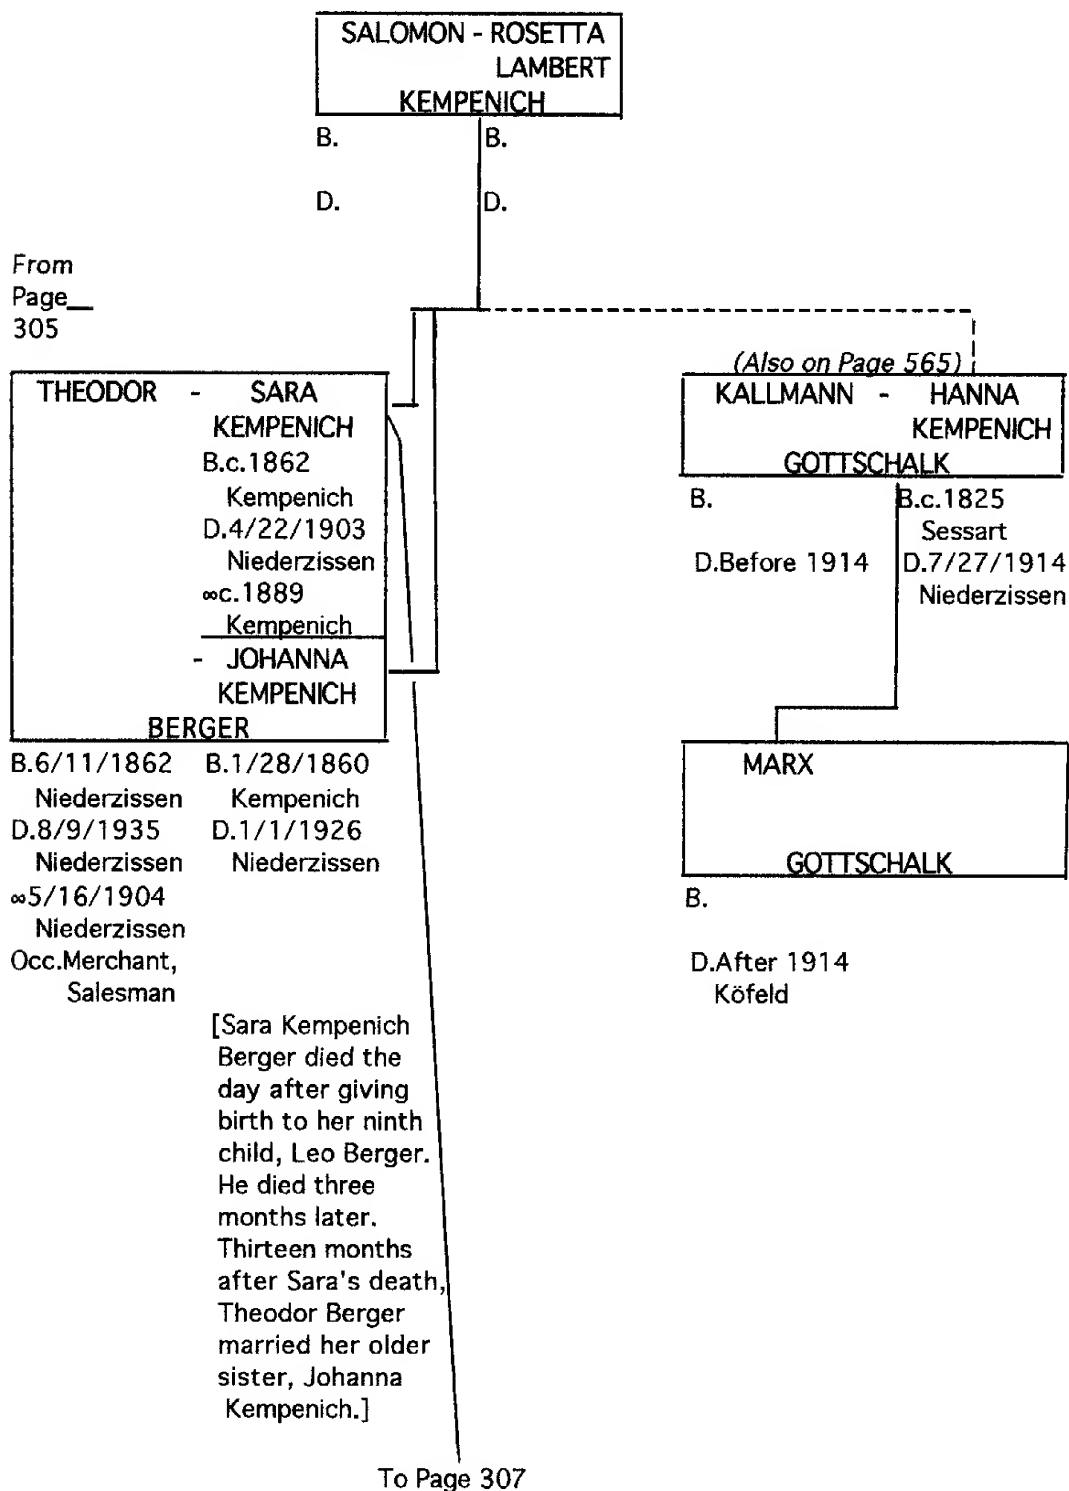 SALOMON - ROSETTA
LAMBERT
KEMPENICH
B. B.
D. D.
From
Page__
305
THEODOR - SARA
KEMPENICH
B.c.1862
Kempenich
D.4/22/1903
Niederzissen
∞c.1889
Kempenich
- JOHANNA
KEMPENICH
BERGER
B.6/11/1862 B.1/28/1860
Niederzissen Kempenich
D.8/9/1935 D.1/1/1926
Niederzissen Niederzissen
∞5/16/1904
Niederzissen
Occ.Merchant,
Salesman
[Sara Kempenich
Berger died the
day after giving
birth to her ninth
child, Leo Berger.
He died three
months later.
Thirteen months
after Sara's death,
Theodor Berger
married her older
sister, Johanna
Kempenich.]
To Page 307
(Also on Page 565)
KALLMANN - HANNA
KEMPENICH
GOTTSCHALK
B. B.c.1825
Sessart
D.Before 1914 D.7/27/1914
Niederzissen
MARX
GOTTSCHALK
B.
D.After 1914
Köfeld